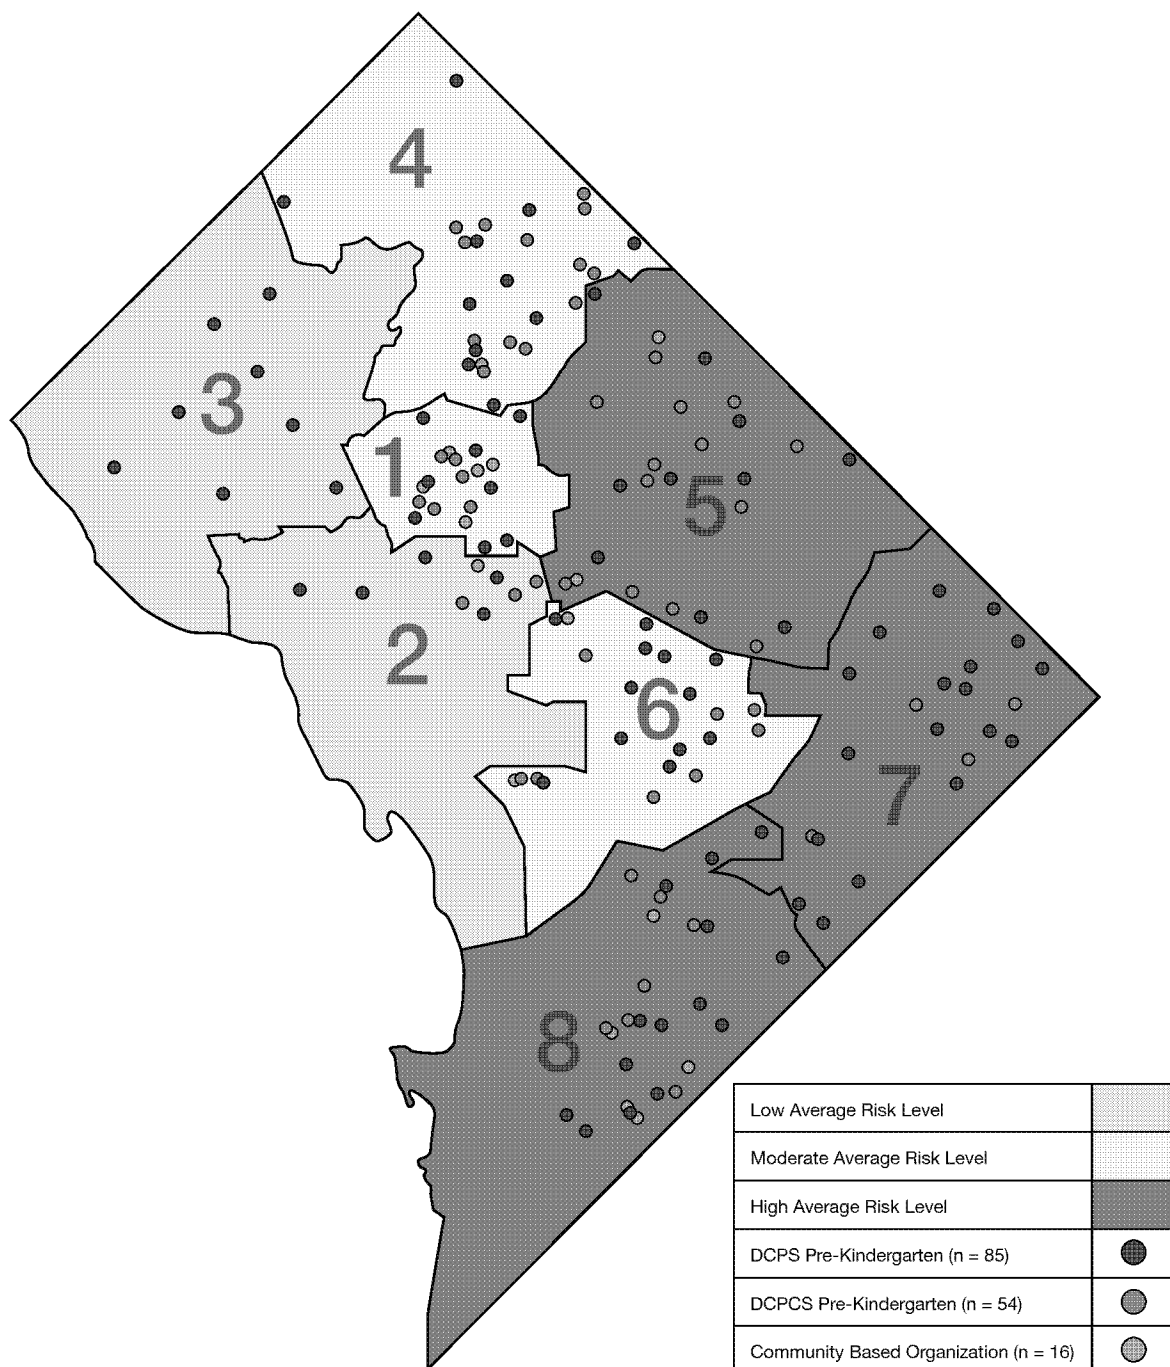 4
3
1
5
2
6
7
8
Low Average Risk Level
Moderate Average Risk Level
High Average Risk Level
DCPS Pre-Kindergarten (n = 85)
DCPCS Pre-Kindergarten (n = 54)
Community Based Organization (n = 16)